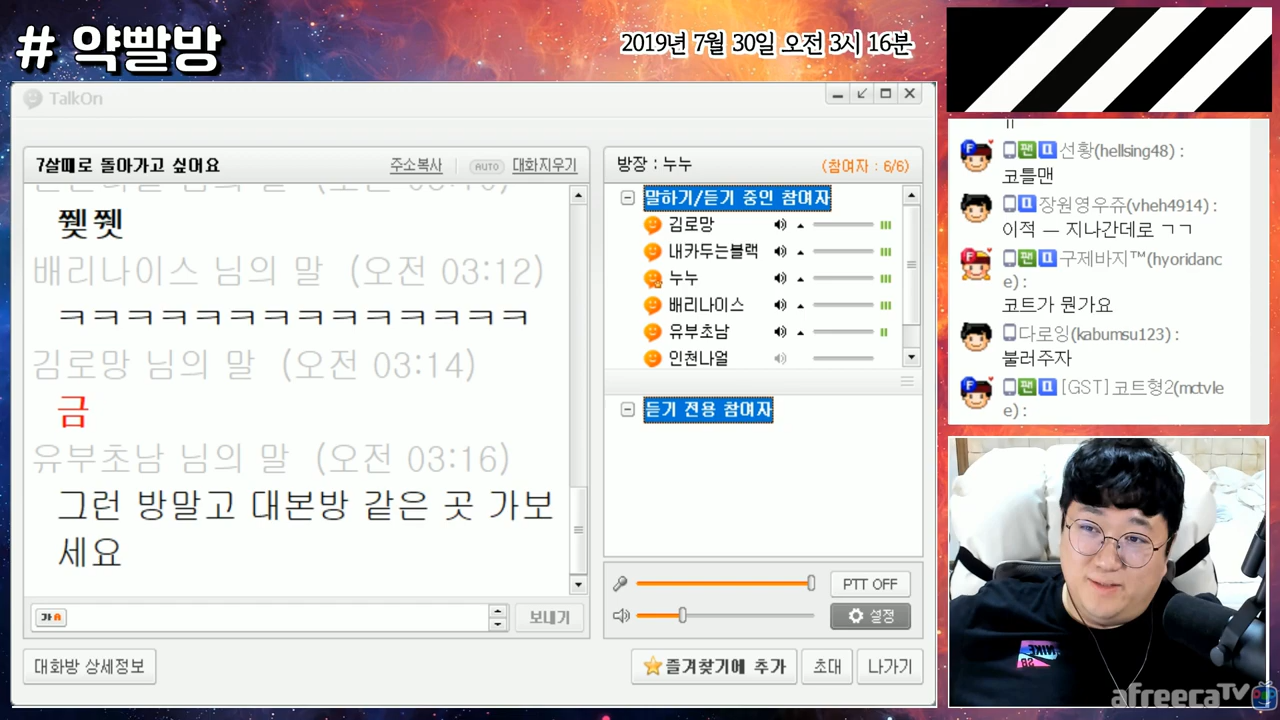 # 약빨방
2019년 7월 30일 오전 3시 16분
TalkOn
7살때로 돌아가고 싶어요
주소복사
AUTO
대화지우기
쮓 쮓
배리나이스 님의 말 (오전 03:12)
ㅋㅋㅋㅋㅋㅋㅋㅋㅋㅋㅋㅋㅋㅋ
김로망 님의 말 (오전 03:14)
금
유부초남 님의 말 (오전 03:16)
그런 방말고 대본방 같은 곳 가보
세요
가
보내기
대화방 상세정보
방장 : 누누
(참여자 : 6/6)
말하기/듣기 중인 참여자
김로망
내카두는블랙
누누
배리나이스
유부초남
인천나얼
듣기 전용 참여자
PTT OFF
설정
즐겨찾기에 추가
초대
나가기
팬 선황(hellsing48) :
코틀맨
장원영우쥬(vheh4914) :
이적 ㅡ 지나간데로 ㄱㄱ
팬 구제바지™(hyoridanc
e) :
코트가 뭔가요
다로잉(kabumsu123) :
불러주자
팬 [GST]코트형2(mctvle
e) :
NIKE
SB
afreecaTV